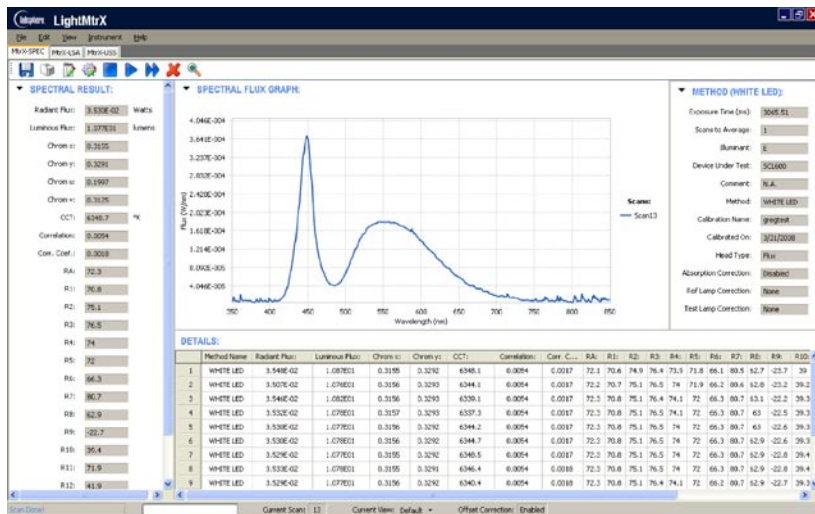 labsphere LightMtrX
File Edit View Instrument Help
MtrX-SPEC MtrX-LSA MtrX-USS
SPECTRAL RESULT:
Radiant Flux: 3.530E-02 Watts
Luminous Flux: 1.077E01 lumens
Chrom x: 0.3155
Chrom y: 0.3291
Chrom u: 0.1997
Chrom v: 0.3125
CCT: 6348.7 °K
Correlation: 0.0054
Corr. Coef.: 0.0018
RA: 72.3
R1: 70.8
R2: 75.1
R3: 76.5
R4: 74
R5: 72
R6: 66.3
R7: 80.7
R8: 62.9
R9: -22.7
R10: 39.4
R11: 71.9
R12: 41.9
SPECTRAL FLUX GRAPH:
4.046E-004
3.641E-004
3.237E-004
2.832E-004
2.428E-004
2.023E-004
1.618E-004
1.214E-004
8.092E-005
4.046E-005
Flux (W/nm)
350 400 450 500 550 600 650 700 750 800 850
Wavelength (nm)
Scans:
Scan13
METHOD (WHITE LED):
Exposure Time (ms): 3065.51
Scans to Average: 1
Illuminant: E
Device Under Test: SCL600
Comment: N.A.
Method: WHITE LED
Calibration Name: gregtest
Calibrated On: 3/21/2008
Head Type: Flux
Absorption Correction: Disabled
Ref Lamp Correction: None
Test Lamp Correction: None
DETAILS:
Method Name Radiant Flux: Luminous Flux: Chrom x: Chrom y: CCT: Correlation: Corr. C... RA: R1: R2: R3: R4: R5: R6: R7: R8: R9: R10:
1 WHITE LED 3.548E-02 1.087E01 0.3155 0.3292 6348.1 0.0054 0.0017 72.1 70.6 74.9 76.4 73.9 71.8 66.1 80.5 62.7 -23.7 39
2 WHITE LED 3.507E-02 1.076E01 0.3156 0.3293 6344.1 0.0054 0.0017 72.2 70.7 75.1 76.5 74 71.9 66.2 80.6 62.8 -23.2 39.2
3 WHITE LED 3.546E-02 1.082E01 0.3156 0.3293 6339.1 0.0054 0.0017 72.3 70.8 75.1 76.4 74.1 72 66.3 80.7 63.1 -22.2 39.3
4 WHITE LED 3.532E-02 1.078E01 0.3157 0.3293 6337.3 0.0054 0.0017 72.3 70.8 75.1 76.5 74.1 72 66.3 80.7 63 -22.5 39.3
5 WHITE LED 3.530E-02 1.078E01 0.3156 0.3292 6344.2 0.0054 0.0017 72.3 70.8 75.1 76.5 74 72 66.3 80.7 63 -22.6 39.3
6 WHITE LED 3.530E-02 1.078E01 0.3156 0.3292 6344.7 0.0054 0.0017 72.3 70.8 75.1 76.5 74 72 66.3 80.7 62.9 -22.6 39.3
7 WHITE LED 3.529E-02 1.077E01 0.3155 0.3292 6348.5 0.0054 0.0017 72.3 70.8 75.1 76.5 74 72 66.3 80.7 62.9 -22.8 39.4
8 WHITE LED 3.530E-02 1.078E01 0.3155 0.3291 6346.4 0.0054 0.0018 72.3 70.8 75.1 76.5 74 72 66.3 80.7 62.9 -22.8 39.4
9 WHITE LED 3.529E-02 1.077E01 0.3156 0.3291 6340.4 0.0054 0.0018 72.3 70.8 75.1 76.4 74.1 72 66.2 80.7 62.9 -22.7 39.3
Scan Done! Current Scan: 13 Current View: Default Offset Correction: Enabled